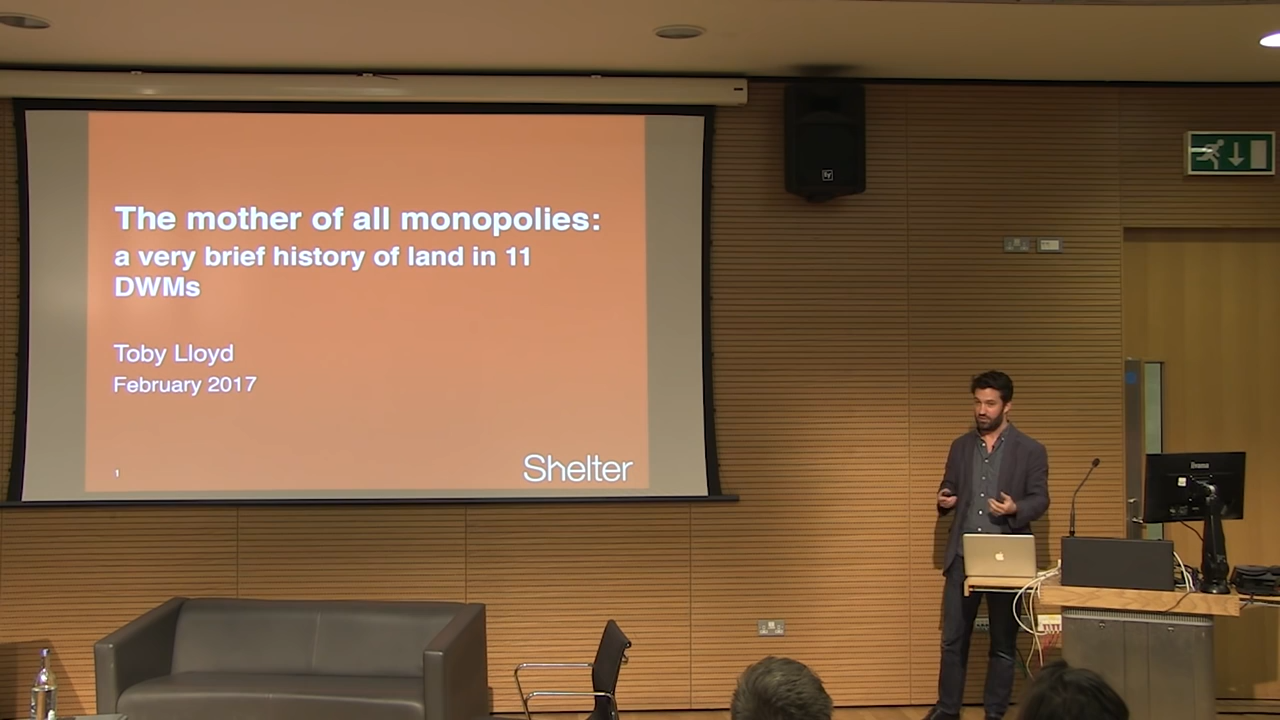 The mother of all monopolies:
a very brief history of land in 11
DWMs
Toby Lloyd
February 2017
1
Shelter
iiyama